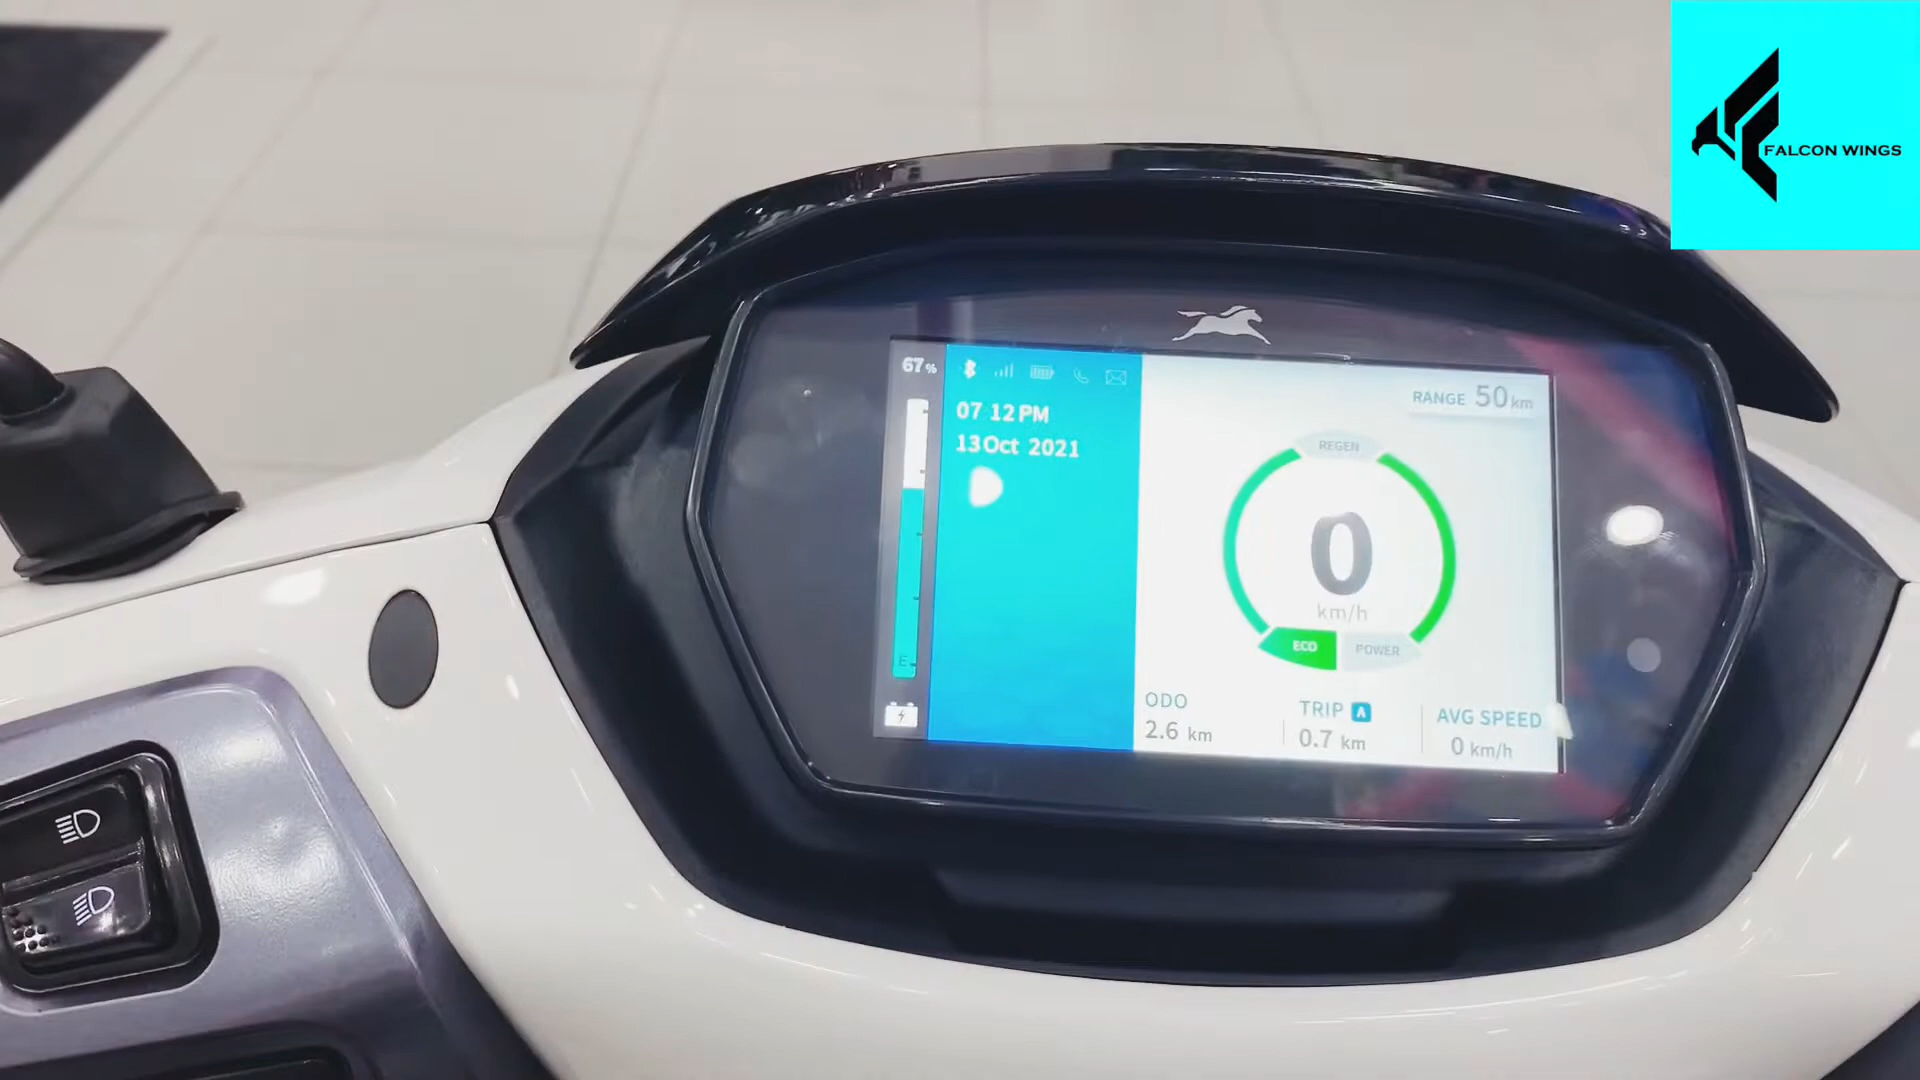 FALCON WINGS
67%
07 12 PM
13 Oct 2021
RANGE 50 km
REGEN
0
km/h
ECO
POWER
E
ODO
2.6 km
TRIP A
0.7 km
AVG SPEED
0 km/h